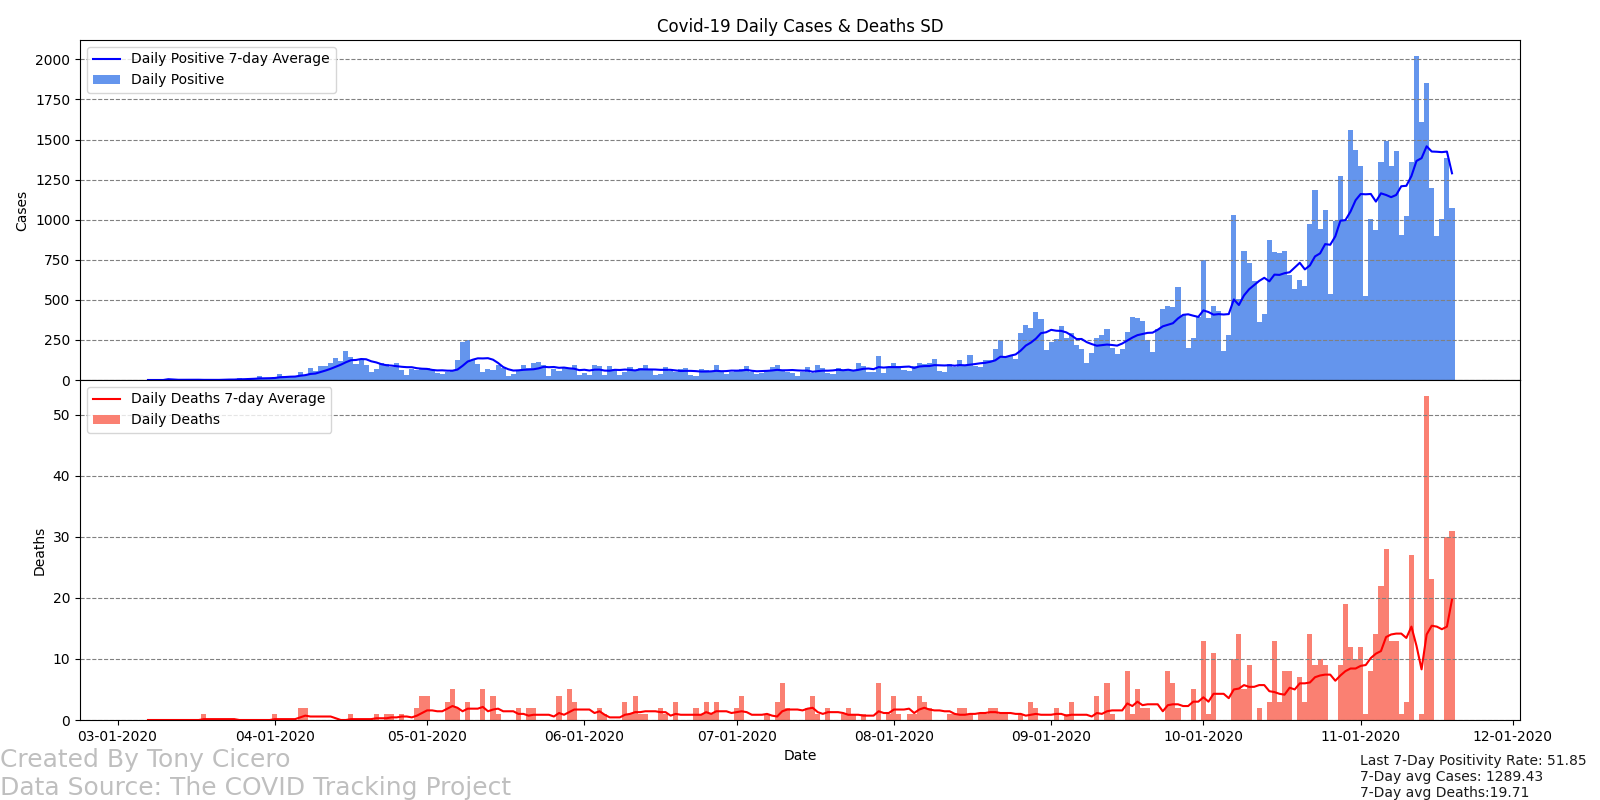 Covid-19 Daily Cases & Deaths SD
Daily Positive 7-day Average
Daily Positive
2000
1750
1500
1250
1000
750
500
250
0
Cases
Daily Deaths 7-day Average
Daily Deaths
50
40
30
20
10
0
Deaths
03-01-2020 04-01-2020 05-01-2020 06-01-2020 07-01-2020 08-01-2020 09-01-2020 10-01-2020 11-01-2020 12-01-2020
Date
Created By Tony Cicero
Data Source: The COVID Tracking Project
Last 7-Day Positivity Rate: 51.85
7-Day avg Cases: 1289.43
7-Day avg Deaths:19.71